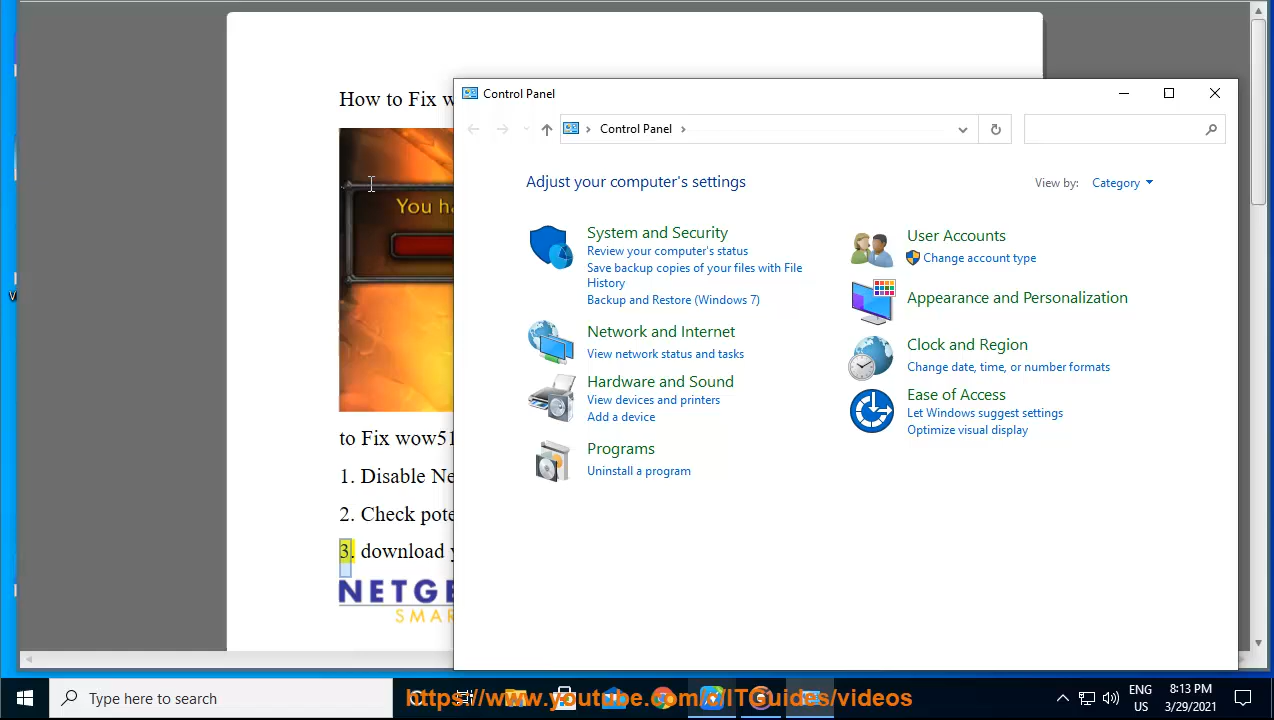 How to Fix w
You ha
to Fix wow51
1. Disable Ne
2. Check pote
3. download y
NETGE
SMAR
Control Panel
Control Panel
Adjust your computer's settings
View by: Category
System and Security
Review your computer's status
Save backup copies of your files with File
History
Backup and Restore (Windows 7)
Network and Internet
View network status and tasks
Hardware and Sound
View devices and printers
Add a device
Programs
Uninstall a program
User Accounts
Change account type
Appearance and Personalization
Clock and Region
Change date, time, or number formats
Ease of Access
Let Windows suggest settings
Optimize visual display
V
Type here to search
https://www.youtube.com/c/ITGuides/videos
ENG
US
8:13 PM
3/29/2021